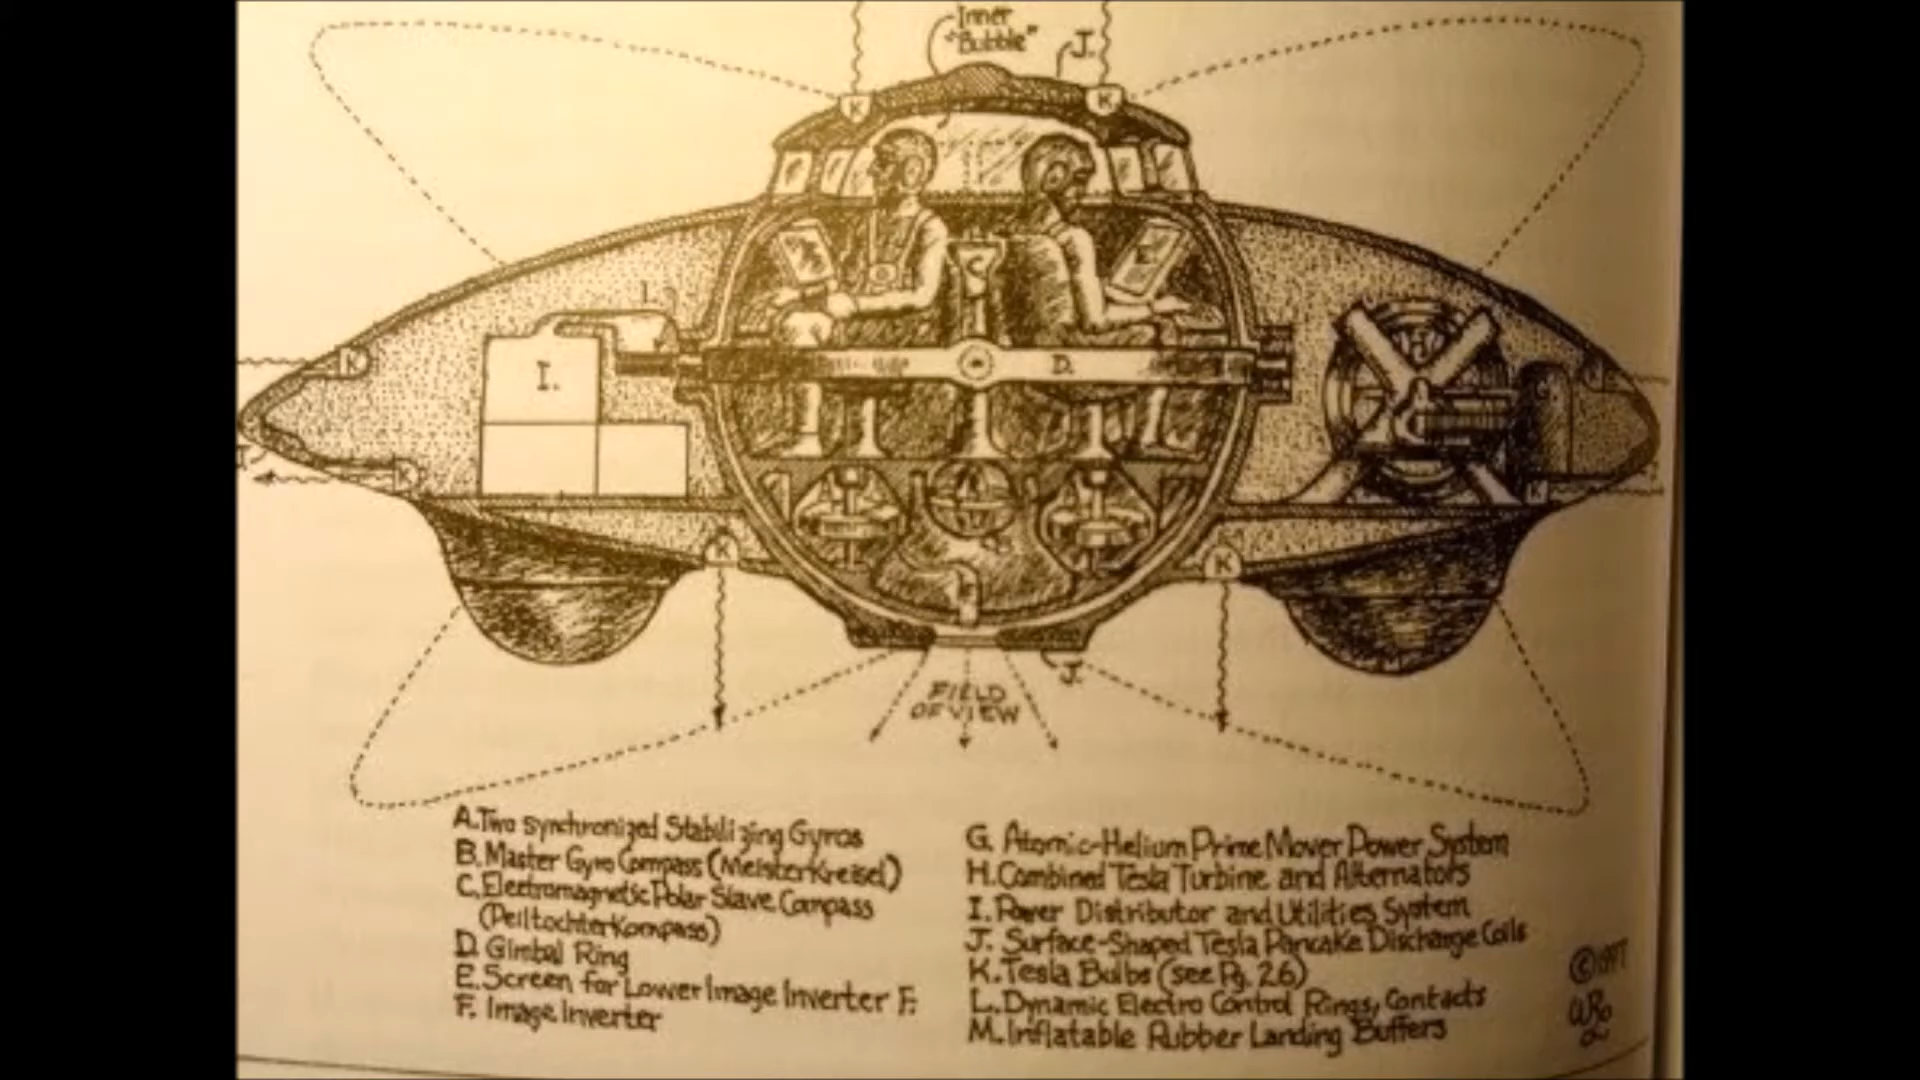 Inner
"Bubble"
J.
K
K
C
I.
D.
H
K
K
K
K
J.
FIELD
OF VIEW
A. Two synchronized Stabilizing Gyros
B. Master Gyro Compass (Meisterkreisel)
C. Electromagnetic Polar Slave Compass
(Peiltochterkompass)
D. Gimbal Ring
E. Screen for Lower Image Inverter F.
F. Image Inverter
G. Atomic-Helium Prime Mover Power System
H. Combined Tesla Turbine and Alternators
I. Power Distributor and Utilities System
J. Surface-Shaped Tesla Pancake Discharge Coils
K. Tesla Bulbs (see Pg. 26)
L. Dynamic Electro Control Rings, Contacts
M. Inflatable Rubber Landing Buffers
© 1997